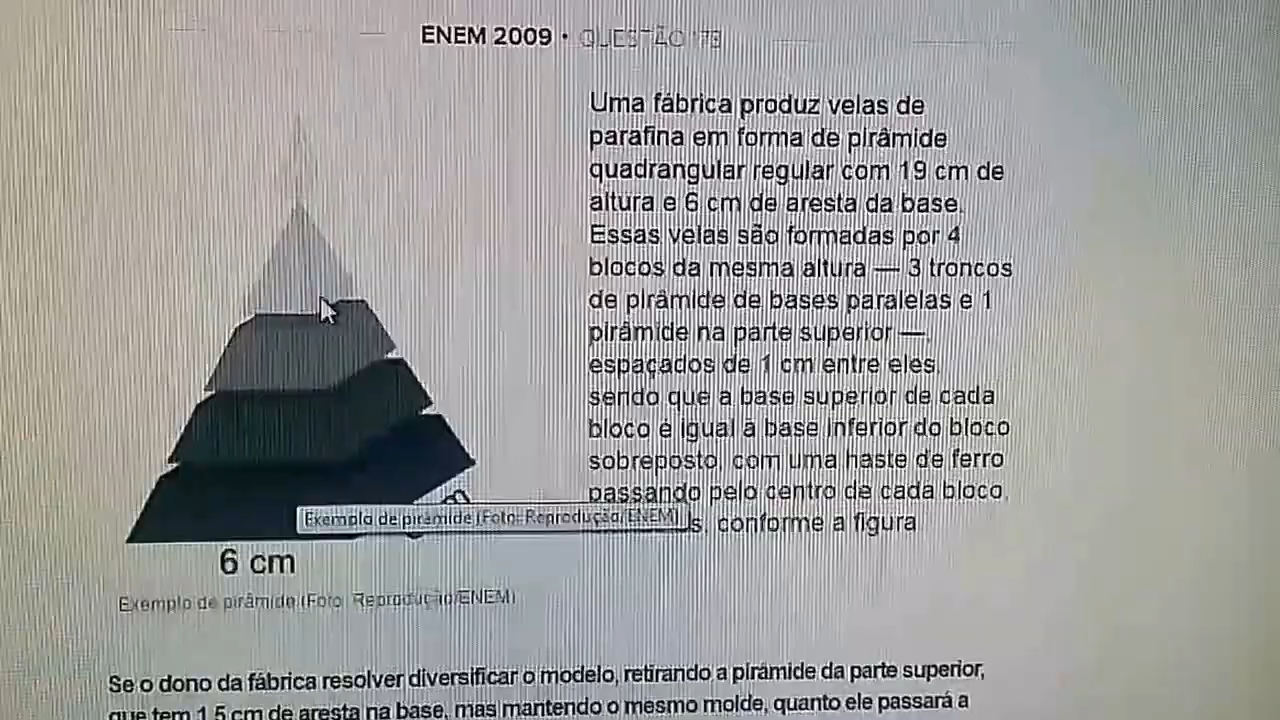 ENEM 2009 • QUESTÃO 173
Uma fábrica produz velas de
parafina em forma de pirâmide
quadrangular regular com 19 cm de
altura e 6 cm de aresta da base.
Essas velas são formadas por 4
blocos da mesma altura — 3 troncos
de pirâmide de bases paralelas e 1
pirâmide na parte superior —,
espaçados de 1 cm entre eles,
sendo que a base superior de cada
bloco é igual à base inferior do bloco
sobreposto, com uma haste de ferro
passando pelo centro de cada bloco,
conforme a figura
Exemplo de pirâmide (Foto: Reprodução/ENEM)
6 cm
Exemplo de pirâmide (Foto: Reprodução/ENEM)
Se o dono da fábrica resolver diversificar o modelo, retirando a pirâmide da parte superior,
que tem 1,5 cm de aresta na base, mas mantendo o mesmo molde, quanto ele passará a